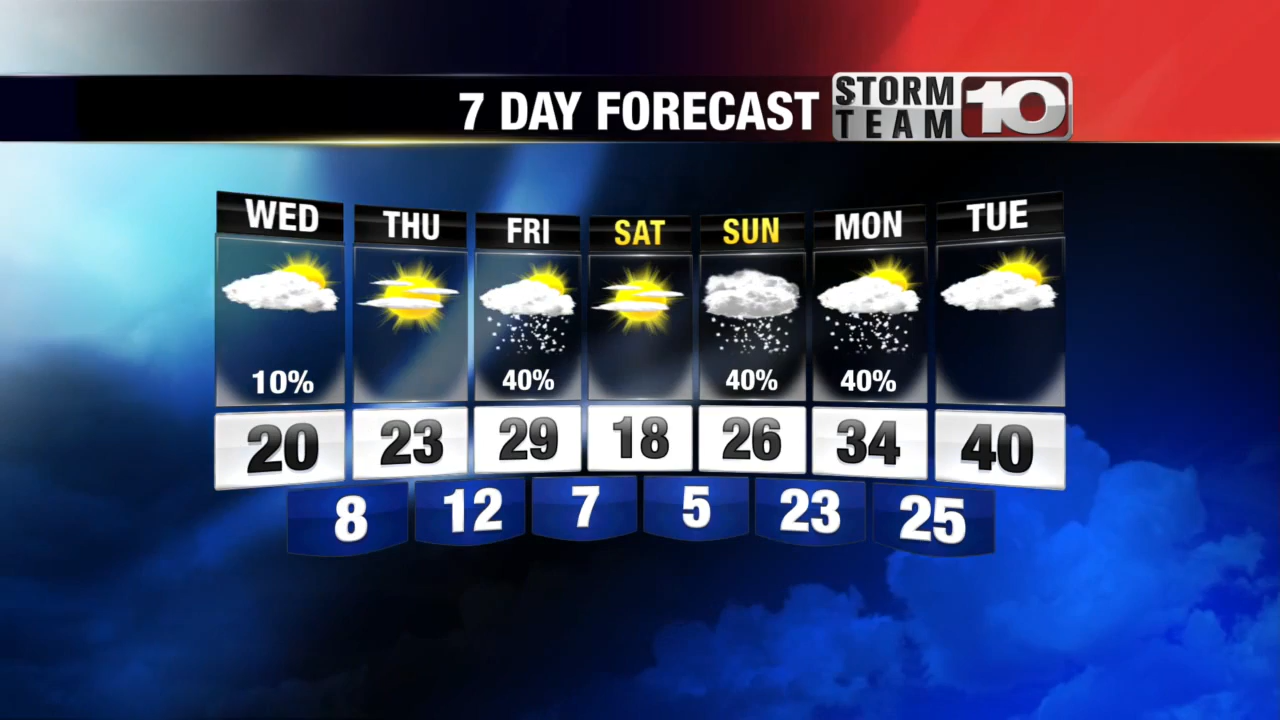 7 DAY FORECAST STORM TEAM 10
WED THU FRI SAT SUN MON TUE
10% 40% 40% 40%
20 23 29 18 26 34 40
8 12 7 5 23 25